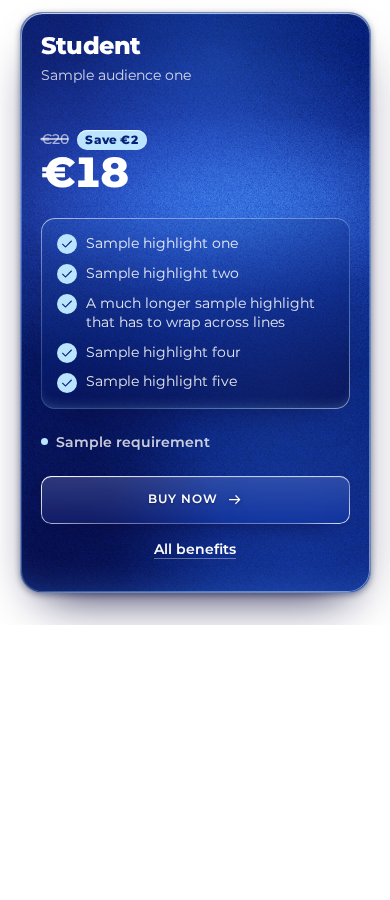 Student
Sample audience one
€20 Save €2
€18
Sample highlight one
Sample highlight two
A much longer sample highlight
that has to wrap across lines
Sample highlight four
Sample highlight five
Sample requirement
BUY NOW →
All benefits